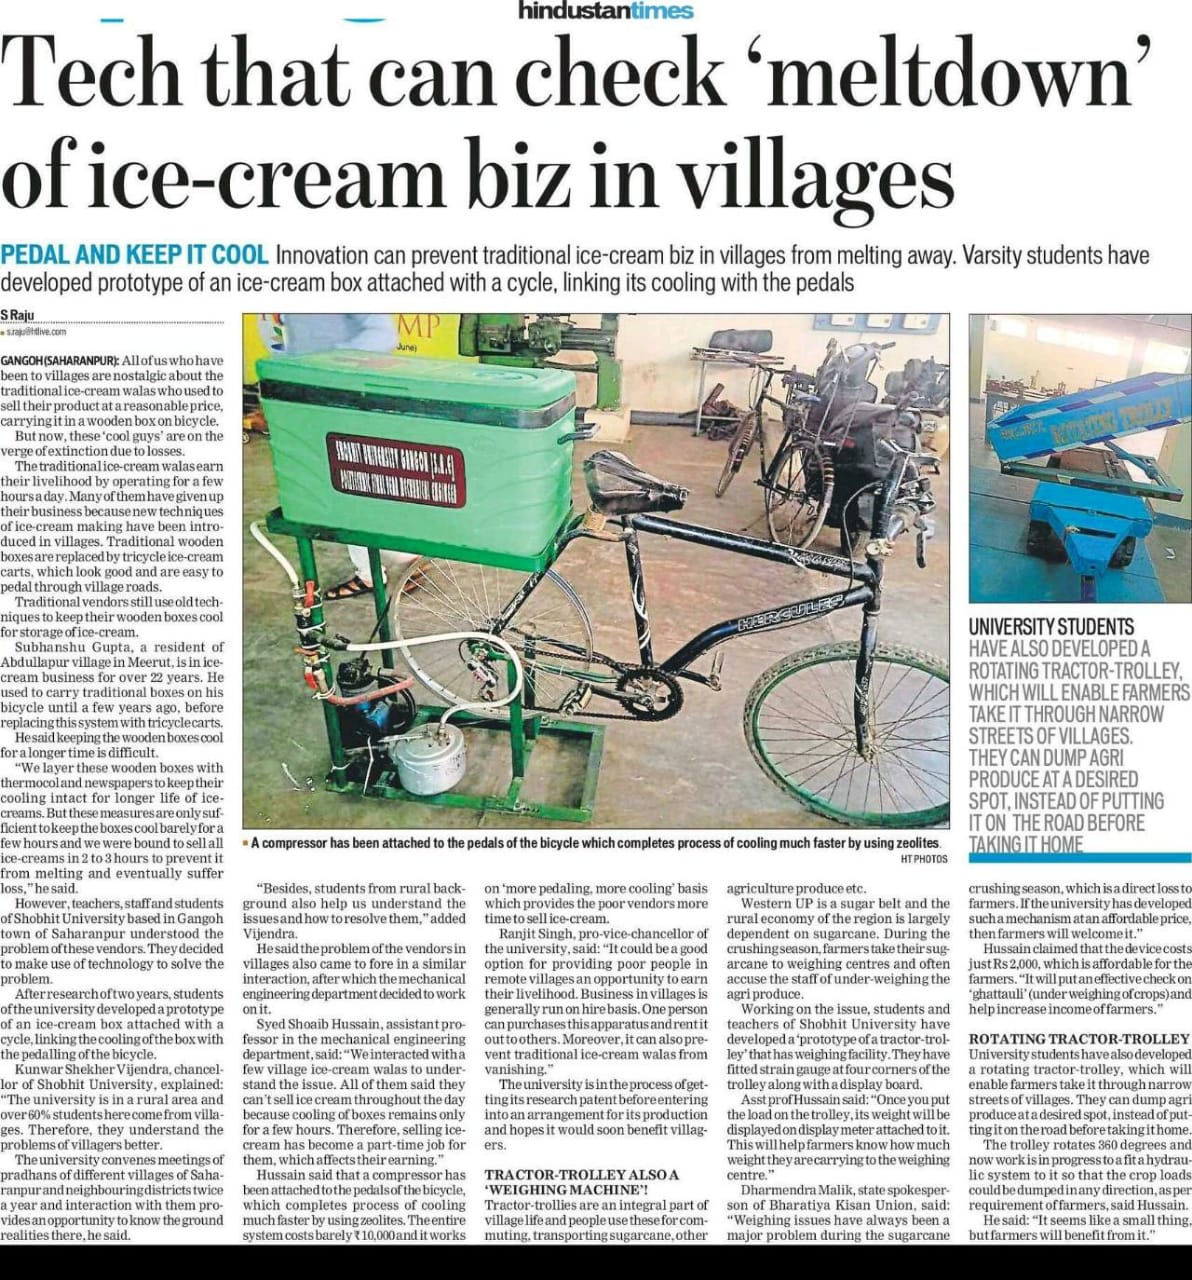 hindustantimes
Tech that can check ‘meltdown’
of ice-cream biz in villages
PEDAL AND KEEP IT COOL Innovation can prevent traditional ice-cream biz in villages from melting away. Varsity students have
developed prototype of an ice-cream box attached with a cycle, linking its cooling with the pedals
S Raju
s.raju@htlive.com
GANGOH (SAHARANPUR): All of us who have
been to villages are nostalgic about the
traditional ice-cream walas who used to
sell their product at a reasonable price,
carrying it in a wooden box on bicycle.
But now, these ‘cool guys’ are on the
verge of extinction due to losses.
The traditional ice-cream walas earn
their livelihood by operating for a few
hours a day. Many of them have given up
their business because new techniques
of ice-cream making have been intro-
duced in villages. Traditional wooden
boxes are replaced by tricycle ice-cream
carts, which look good and are easy to
pedal through village roads.
Traditional vendors still use old tech-
niques to keep their wooden boxes cool
for storage of ice-cream.
Subhanshu Gupta, a resident of
Abdullapur village in Meerut, is in ice-
cream business for over 22 years. He
used to carry traditional boxes on his
bicycle until a few years ago, before
replacing this system with tricycle carts.
He said keeping the wooden boxes cool
for a longer time is difficult.
“We layer these wooden boxes with
thermocol and newspapers to keep their
cooling intact for longer life of ice-
creams. But these measures are only suf-
ficient to keep the boxes cool barely for a
few hours and we were bound to sell all
ice-creams in 2 to 3 hours to prevent it
from melting and eventually suffer
loss,” he said.
However, teachers, staff and students
of Shobhit University based in Gangoh
town of Saharanpur understood the
problem of these vendors. They decided
to make use of technology to solve the
problem.
After research of two years, students
of the university developed a prototype
of an ice-cream box attached with a
cycle, linking the cooling of the box with
the pedalling of the bicycle.
Kunwar Shekher Vijendra, chancel-
lor of Shobhit University, explained:
“The university is in a rural area and
over 60% students here come from villa-
ges. Therefore, they understand the
problems of villagers better.
The university convenes meetings of
pradhans of different villages of Saha-
ranpur and neighbouring districts twice
a year and interaction with them pro-
vides an opportunity to know the ground
realities there, he said.
MP
June)
SHOBHIT UNIVERSITY GANGOH [S.R.E]
POLYTECHNIC FINAL YEAR MECHANICAL ENGINEER
HERCULES
A compressor has been attached to the pedals of the bicycle which completes process of cooling much faster by using zeolites.
HT PHOTOS
“Besides, students from rural back-
ground also help us understand the
issues and how to resolve them,” added
Vijendra.
He said the problem of the vendors in
villages also came to fore in a similar
interaction, after which the mechanical
engineering department decided to work
on it.
Syed Shoaib Hussain, assistant pro-
fessor in the mechanical engineering
department, said: “We interacted with a
few village ice-cream walas to under-
stand the issue. All of them said they
can’t sell ice cream throughout the day
because cooling of boxes remains only
for a few hours. Therefore, selling ice-
cream has become a part-time job for
them, which affects their earning.”
Hussain said that a compressor has
been attached to the pedals of the bicycle,
which completes process of cooling
much faster by using zeolites. The entire
system costs barely ₹10,000 and it works
on ‘more pedaling, more cooling’ basis
which provides the poor vendors more
time to sell ice-cream.
Ranjit Singh, pro-vice-chancellor of
the university, said: “It could be a good
option for providing poor people in
remote villages an opportunity to earn
their livelihood. Business in villages is
generally run on hire basis. One person
can purchases this apparatus and rent it
out to others. Moreover, it can also pre-
vent traditional ice-cream walas from
vanishing.”
The university is in the process of get-
ting its research patent before entering
into an arrangement for its production
and hopes it would soon benefit villag-
ers.
TRACTOR-TROLLEY ALSO A
‘WEIGHING MACHINE’!
Tractor-trollies are an integral part of
village life and people use these for com-
muting, transporting sugarcane, other
agriculture produce etc.
Western UP is a sugar belt and the
rural economy of the region is largely
dependent on sugarcane. During the
crushing season, farmers take their sug-
arcane to weighing centres and often
accuse the staff of under-weighing the
agri produce.
Working on the issue, students and
teachers of Shobhit University have
developed a ‘prototype of a tractor-trol-
ley’ that has weighing facility. They have
fitted strain gauge at four corners of the
trolley along with a display board.
Asst prof Hussain said: “Once you put
the load on the trolley, its weight will be
displayed on display meter attached to it.
This will help farmers know how much
weight they are carrying to the weighing
centre.”
Dharmendra Malik, state spokesper-
son of Bharatiya Kisan Union, said:
“Weighing issues have always been a
major problem during the sugarcane
ROTATING TROLLY
UNIVERSITY STUDENTS
HAVE ALSO DEVELOPED A
ROTATING TRACTOR-TROLLEY,
WHICH WILL ENABLE FARMERS
TAKE IT THROUGH NARROW
STREETS OF VILLAGES.
THEY CAN DUMP AGRI
PRODUCE AT A DESIRED
SPOT, INSTEAD OF PUTTING
IT ON THE ROAD BEFORE
TAKING IT HOME
crushing season, which is a direct loss to
farmers. If the university has developed
such a mechanism at an affordable price,
then farmers will welcome it.”
Hussain claimed that the device costs
just Rs 2,000, which is affordable for the
farmers. “It will put an effective check on
‘ghattauli’ (under weighing of crops) and
help increase income of farmers.”
ROTATING TRACTOR-TROLLEY
University students have also developed
a rotating tractor-trolley, which will
enable farmers take it through narrow
streets of villages. They can dump agri
produce at a desired spot, instead of put-
ting it on the road before taking it home.
The trolley rotates 360 degrees and
now work is in progress to a fit a hydrau-
lic system to it so that the crop loads
could be dumped in any direction, as per
requirement of farmers, said Hussain.
He said: “It seems like a small thing,
but farmers will benefit from it.”